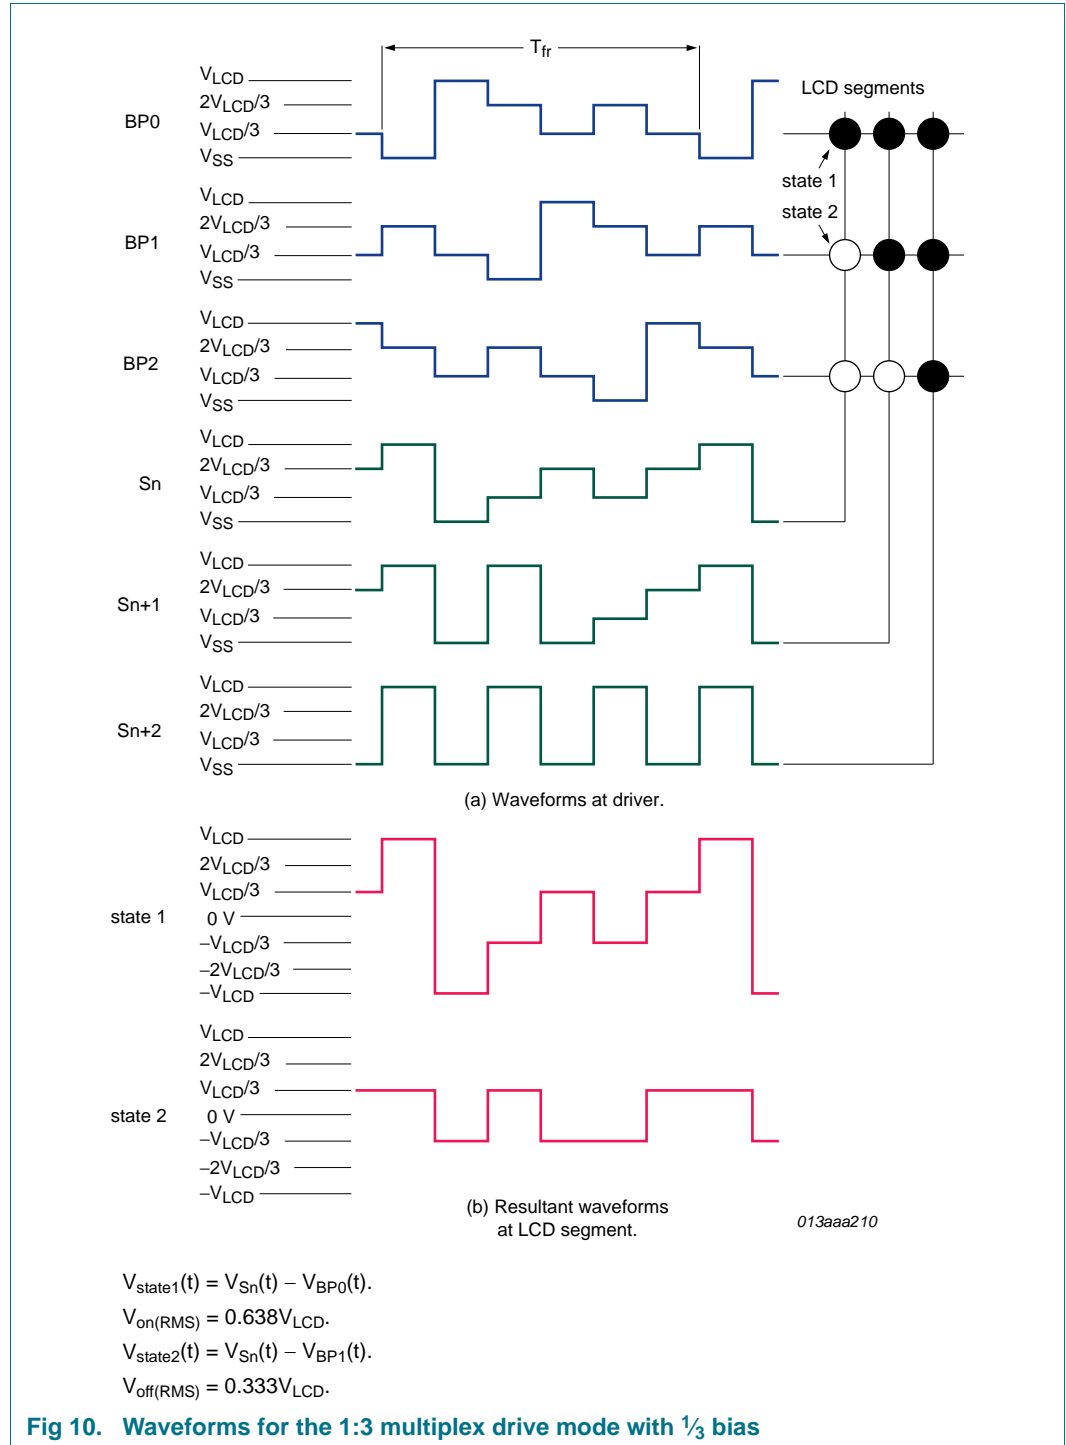 Tfr
VLCD
2VLCD/3
BP0
VLCD/3
VSS
LCD segments
state 1
state 2
VLCD
2VLCD/3
BP1
VLCD/3
VSS
VLCD
2VLCD/3
BP2
VLCD/3
VSS
VLCD
2VLCD/3
Sn
VLCD/3
VSS
VLCD
2VLCD/3
Sn+1
VLCD/3
VSS
VLCD
2VLCD/3
Sn+2
VLCD/3
VSS
(a) Waveforms at driver.
VLCD
2VLCD/3
VLCD/3
state 1
0 V
−VLCD/3
−2VLCD/3
−VLCD
VLCD
2VLCD/3
VLCD/3
state 2
0 V
−VLCD/3
−2VLCD/3
−VLCD
(b) Resultant waveforms
at LCD segment.
013aaa210
Vstate1(t) = VSn(t) − VBP0(t).
Von(RMS) = 0.638VLCD.
Vstate2(t) = VSn(t) − VBP1(t).
Voff(RMS) = 0.333VLCD.
Fig 10. Waveforms for the 1:3 multiplex drive mode with 1⁄3 bias